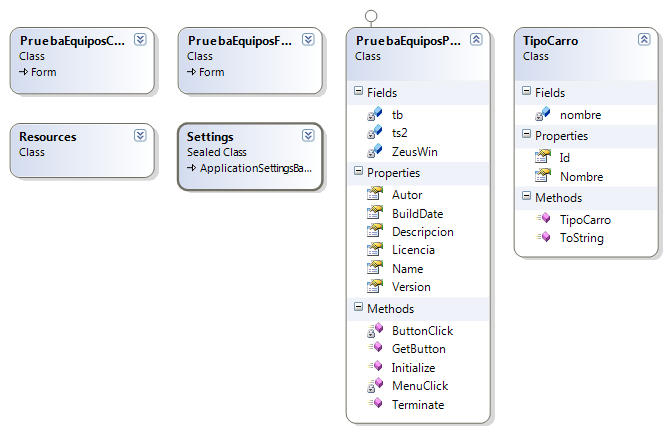 PruebaEquiposC...
Class
Form
PruebaEquiposF...
Class
Form
Resources
Class
Settings
Sealed Class
ApplicationSettingsBa...
PruebaEquiposP...
Class
Fields
tb
ts2
ZeusWin
Properties
Autor
BuildDate
Descripcion
Licencia
Name
Version
Methods
ButtonClick
GetButton
Initialize
MenuClick
Terminate
TipoCarro
Class
Fields
nombre
Properties
Id
Nombre
Methods
TipoCarro
ToString